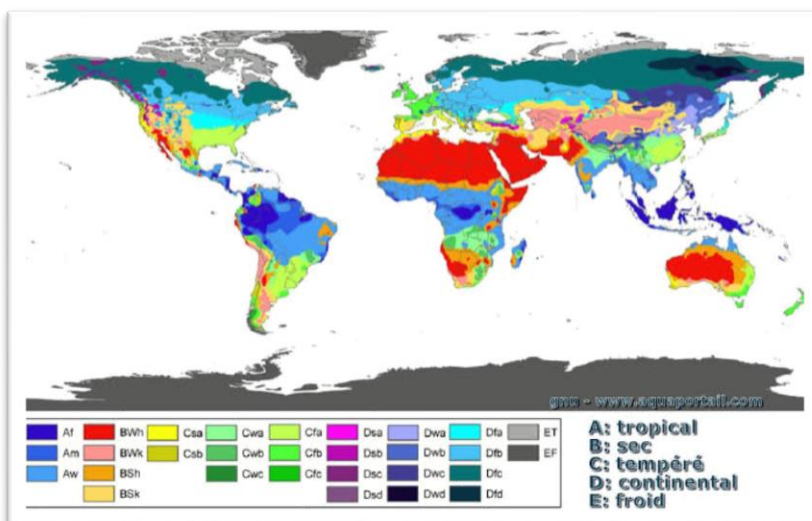 gnu - www.aquaportail.com
Af BWh Csa Cwa Cfa Dsa Dwa Dfa ET
Am BWk Csb Cwb Cfb Dsb Dwb Dfb EF
Aw BSh Cwc Cfc Dsc Dwc Dfc
BSk Dsd Dwd Dfd
A: tropical
B: sec
C: tempéré
D: continental
E: froid